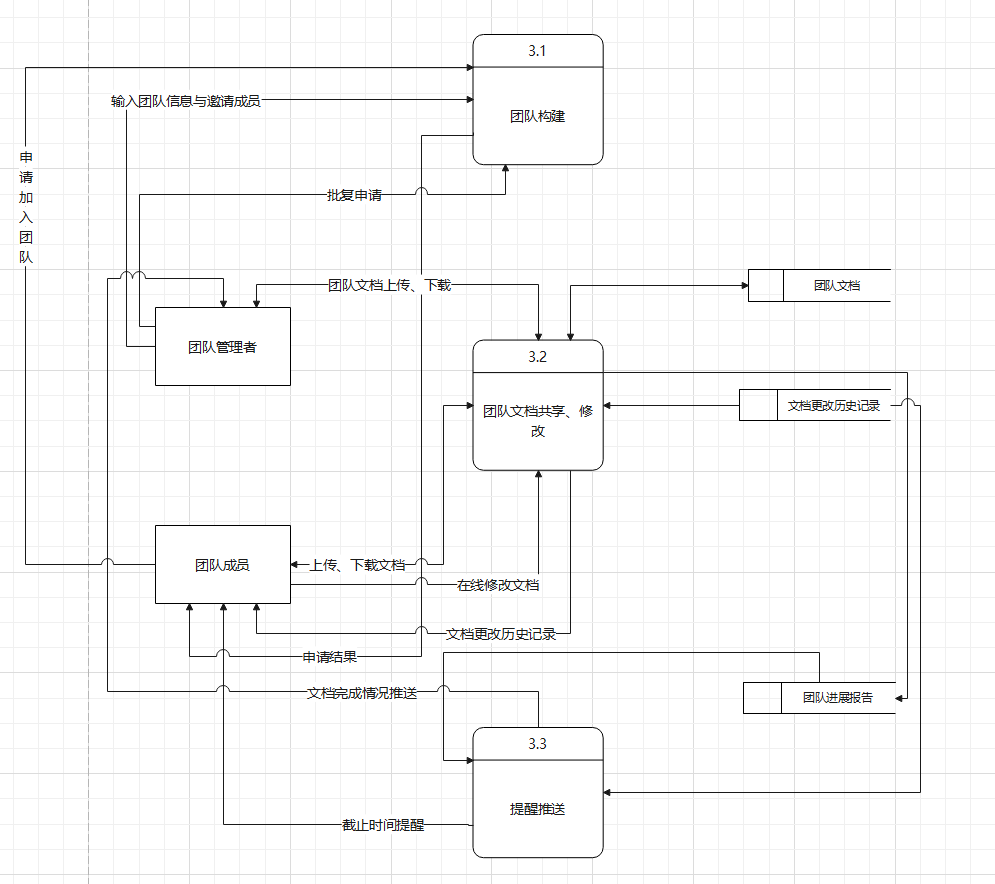 3.1
团队构建
输入团队信息与邀请成员
申
请
加
入
团
队
批复申请
团队文档上传、下载
团队文档
团队管理者
3.2
团队文档共享、修
改
文档更改历史记录
团队成员
上传、下载文档
在线修改文档
文档更改历史记录
申请结果
文档完成情况推送
团队进展报告
3.3
提醒推送
截止时间提醒